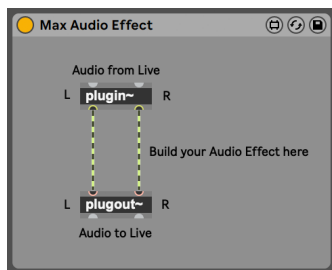 Max Audio Effect
Audio from Live
L plugin~ R
Build your Audio Effect here
L plugout~ R
Audio to Live